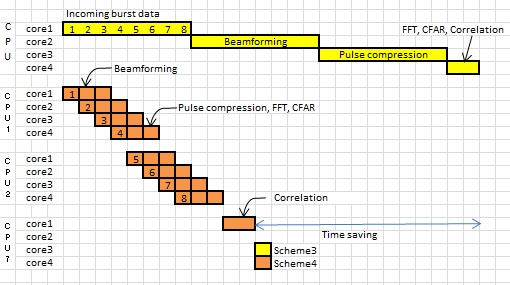 Incoming burst data
FFT, CFAR, Correlation
C P U
core1 1 2 3 4 5 6 7 8
core2 Beamforming
core3 Pulse compression
core4
Beamforming
C P U 1
core1 1
core2 2
Pulse compression, FFT, CFAR
core3 3
core4 4
C P U 2
core1 5
core2 6
core3 7
core4 8
Correlation
C P U ?
core1
core2 Time saving
core3 Scheme3
core4 Scheme4